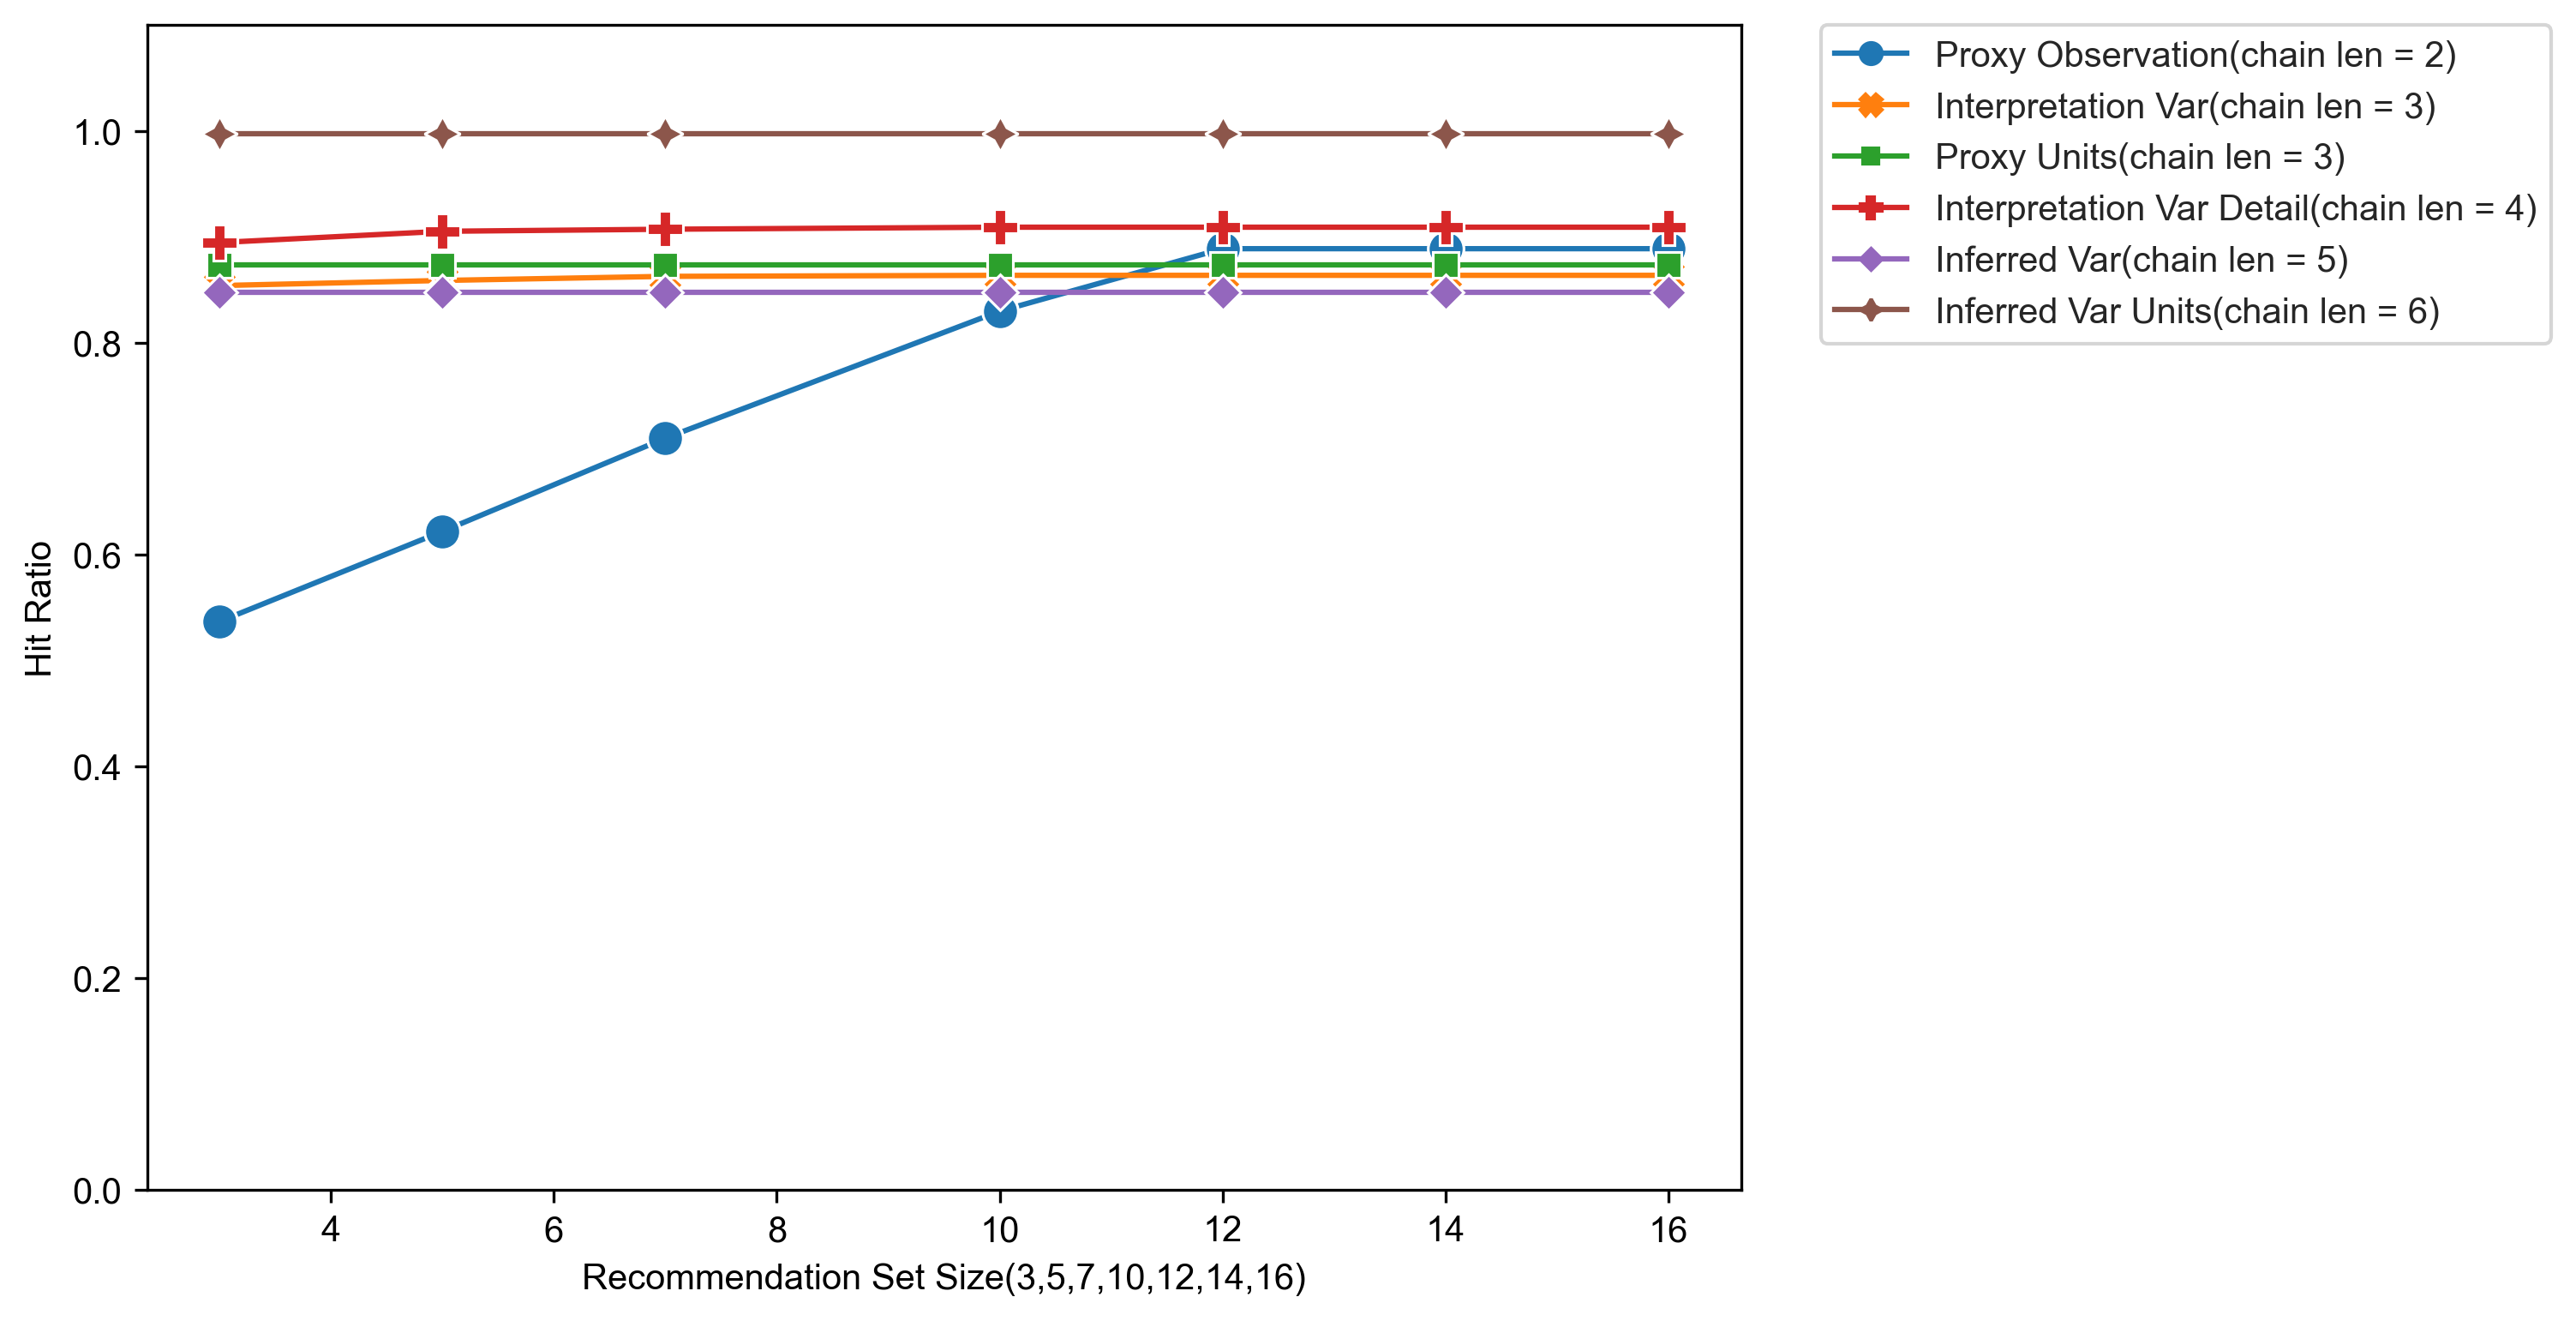 Proxy Observation(chain len = 2)
Interpretation Var(chain len = 3)
Proxy Units(chain len = 3)
Interpretation Var Detail(chain len = 4)
Inferred Var(chain len = 5)
Inferred Var Units(chain len = 6)
1.0
0.8
0.6
0.4
0.2
0.0
Hit Ratio
4 6 8 10 12 14 16
Recommendation Set Size(3,5,7,10,12,14,16)